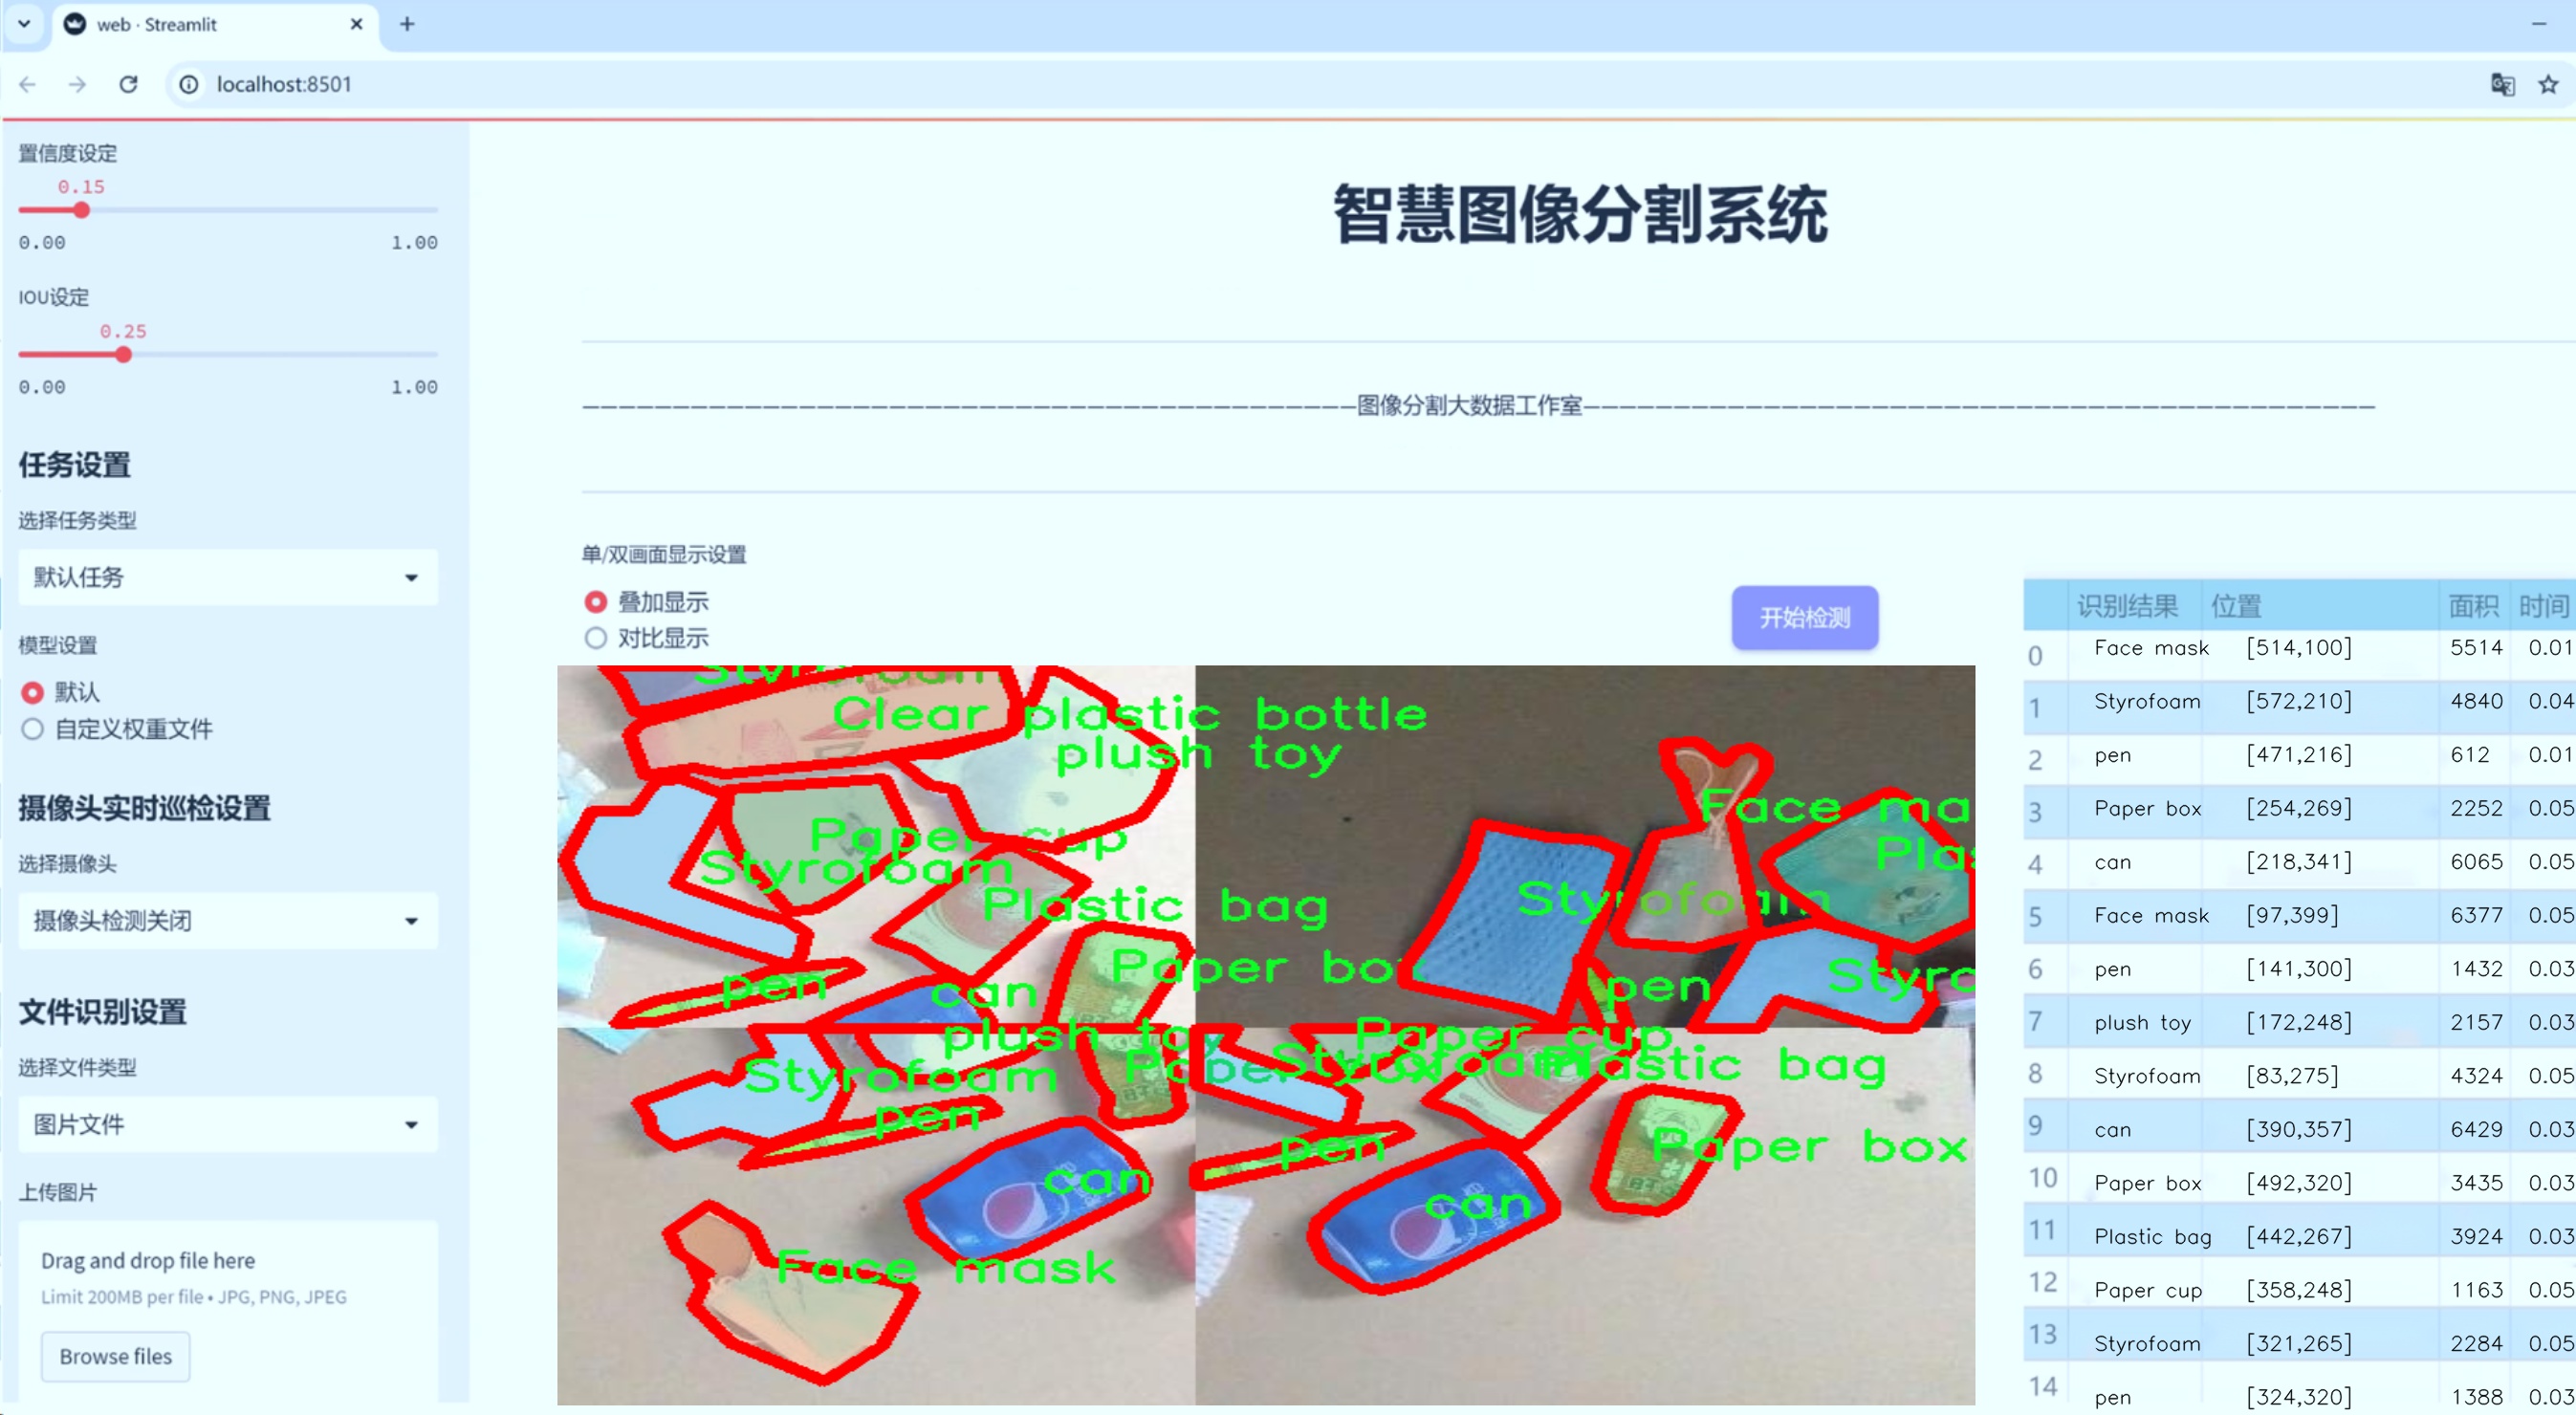 web · Streamlit
localhost:8501
置信度设定
0.15
0.00 1.00
IOU设定
0.25
0.00 1.00
任务设置
选择任务类型
默认任务
模型设置
默认
自定义权重文件
摄像头实时巡检设置
选择摄像头
摄像头检测关闭
文件识别设置
选择文件类型
图片文件
上传图片
Drag and drop file here
Limit 200MB per file • JPG, PNG, JPEG
Browse files
智慧图像分割系统
图像分割大数据工作室
单/双画面显示设置
叠加显示
对比显示
开始检测
Styrofoam
Clear plastic bottle
plush toy
Paper cup
Styrofoam
Plastic bag
Paper bo
pen
can
Face ma
Plas
Styrofoam
pen
Styro
plush toy
Paper box
Styrofoam
pen
can
Face mask
Paper cup
Styrofoam
Plastic bag
pen
Paper box
can
识别结果 位置 面积 时间
0 Face mask [514,100] 5514 0.01
1 Styrofoam [572,210] 4840 0.04
2 pen [471,216] 612 0.01
3 Paper box [254,269] 2252 0.05
4 can [218,341] 6065 0.05
5 Face mask [97,399] 6377 0.05
6 pen [141,300] 1432 0.03
7 plush toy [172,248] 2157 0.03
8 Styrofoam [83,275] 4324 0.05
9 can [390,357] 6429 0.03
10 Paper box [492,320] 3435 0.03
11 Plastic bag [442,267] 3924 0.03
12 Paper cup [358,248] 1163 0.05
13 Styrofoam [321,265] 2284 0.05
14 pen [324,320] 1388 0.03